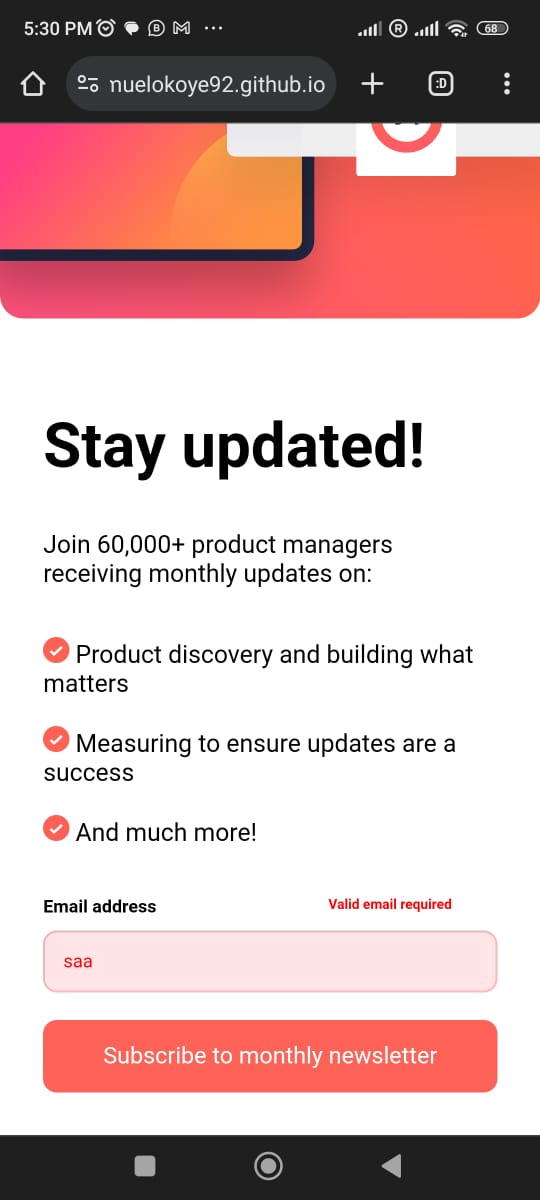 5:30 PM
68
nuelokoye92.github.io
:D
Stay updated!
Join 60,000+ product managers
receiving monthly updates on:
Product discovery and building what
matters
Measuring to ensure updates are a
success
And much more!
Email address
Valid email required
saa
Subscribe to monthly newsletter